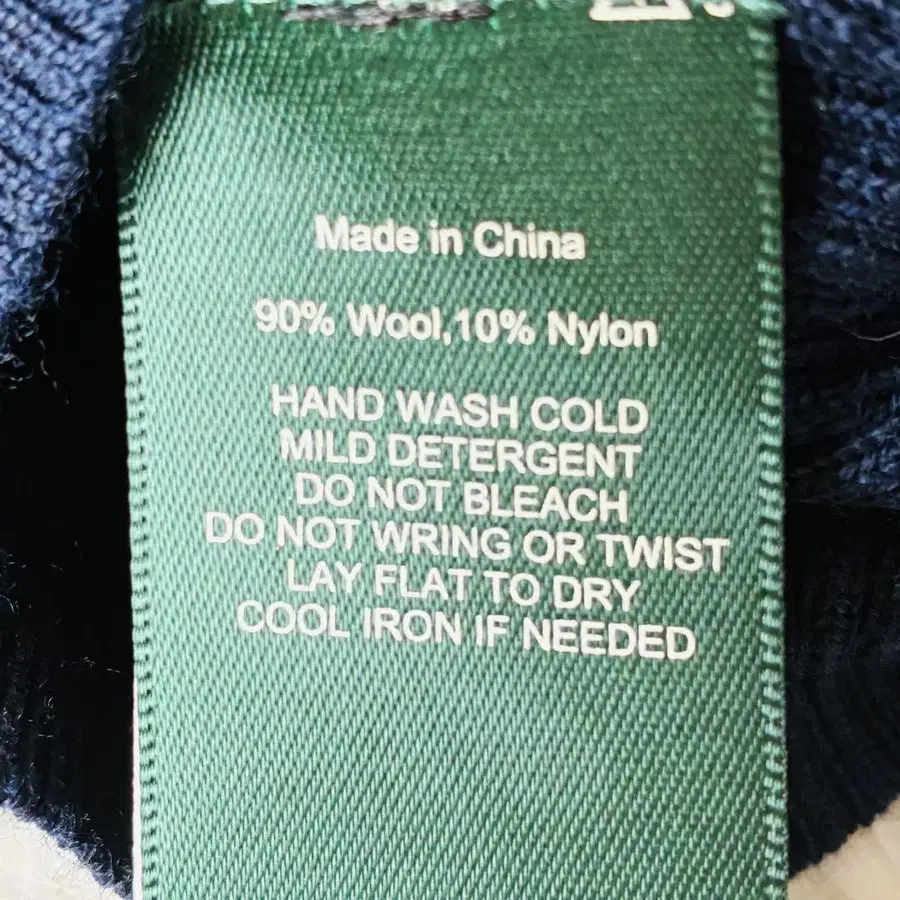 Made in China
90% Wool,10% Nylon
HAND WASH COLD
MILD DETERGENT
DO NOT BLEACH
DO NOT WRING OR TWIST
LAY FLAT TO DRY
COOL IRON IF NEEDED